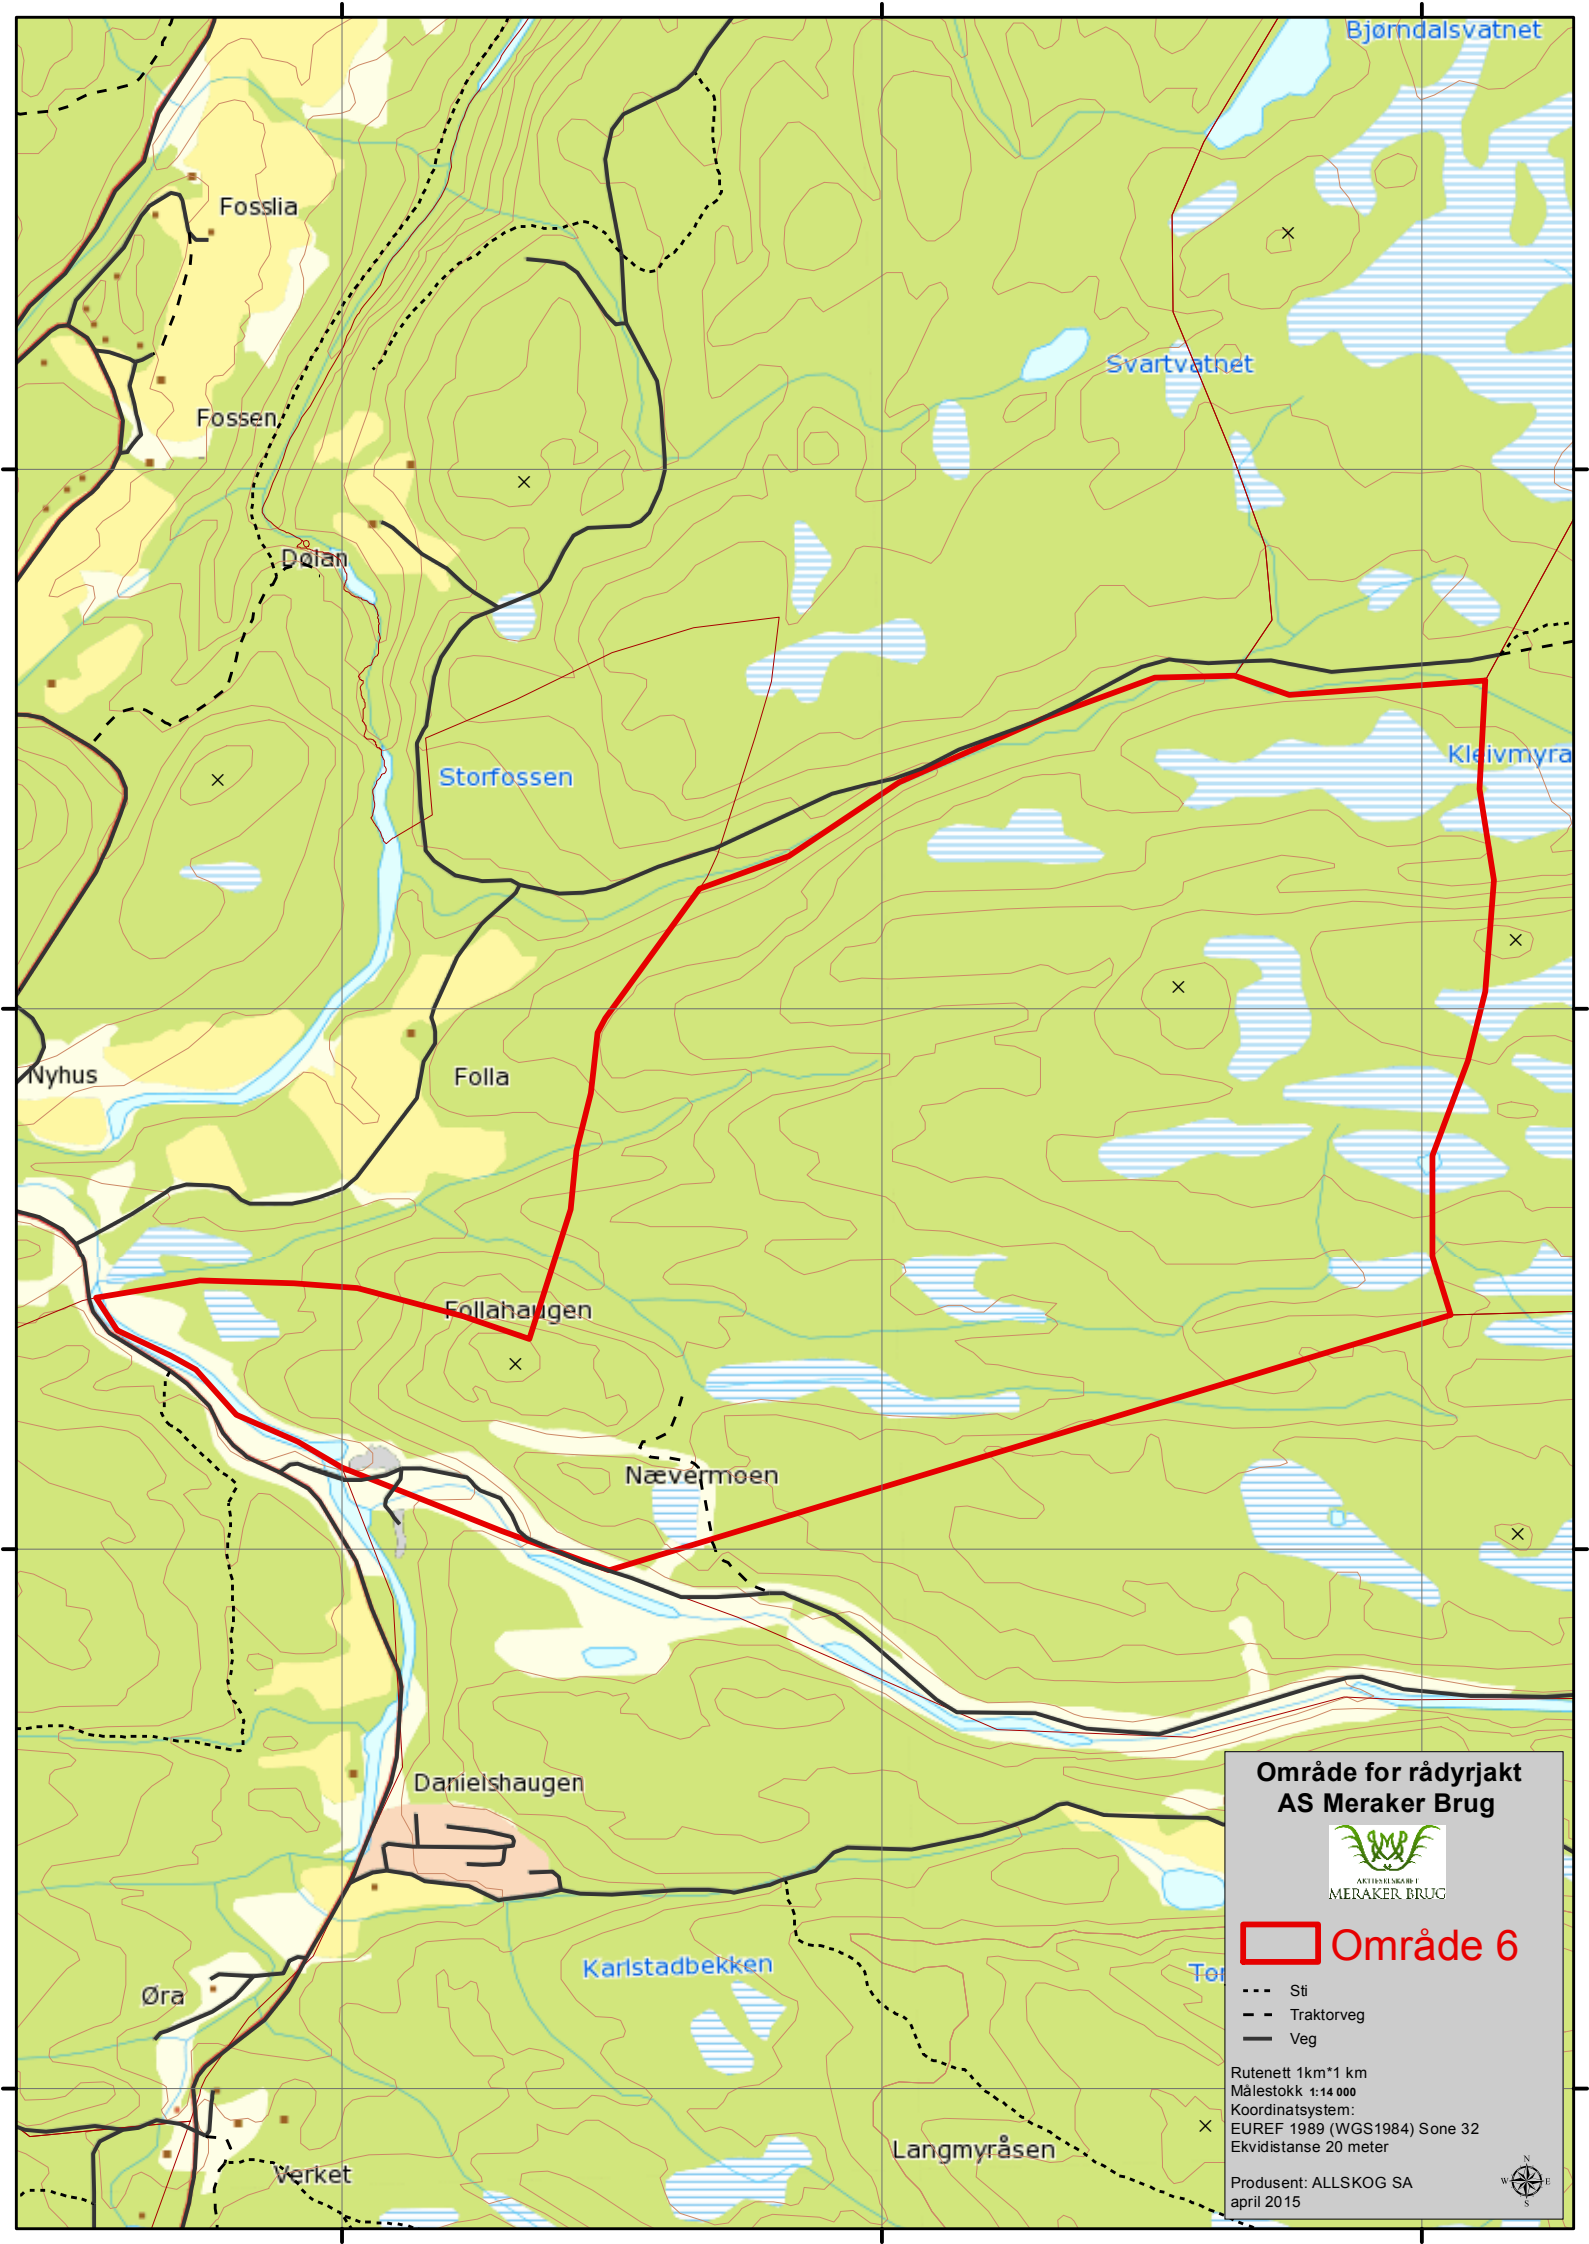 Bjørndalsvatnet
Fosslia
Svartvatnet
Fossen
Dølan
Kleivmyra
Storfossen
Nyhus
Folla
Follahaugen
Nævermoen
Danielshaugen
Karlstadbekken
Øra
Langmyråsen
Verket
Område for rådyrjakt
AS Meraker Brug
AKTIESELSKABET
MERAKER BRUG
Område 6
Sti
Traktorveg
Veg
Rutenett 1km*1 km
Målestokk 1:14 000
Koordinatsystem:
EUREF 1989 (WGS1984) Sone 32
Ekvidistanse 20 meter
Produsent: ALLSKOG SA
april 2015
N
W E
S